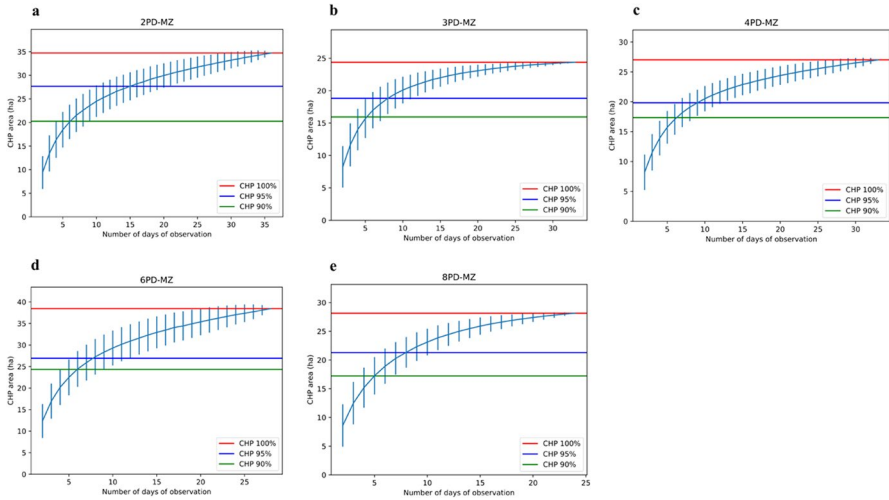 a
2PD-MZ
CHP area (ha)
35
30
25
20
15
10
5
0
5 10 15 20 25 30 35
Number of days of observation
CHP 100%
CHP 95%
CHP 90%
b
3PD-MZ
CHP area (ha)
25
20
15
10
5
0
5 10 15 20 25 30
Number of days of observation
CHP 100%
CHP 95%
CHP 90%
c
4PD-MZ
CHP area (ha)
30
25
20
15
10
5
0
5 10 15 20 25 30
Number of days of observation
CHP 100%
CHP 95%
CHP 90%
d
6PD-MZ
CHP area (ha)
40
35
30
25
20
15
10
5
0
5 10 15 20 25
Number of days of observation
CHP 100%
CHP 95%
CHP 90%
e
8PD-MZ
CHP area (ha)
30
25
20
15
10
5
0
5 10 15 20 25
Number of days of observation
CHP 100%
CHP 95%
CHP 90%